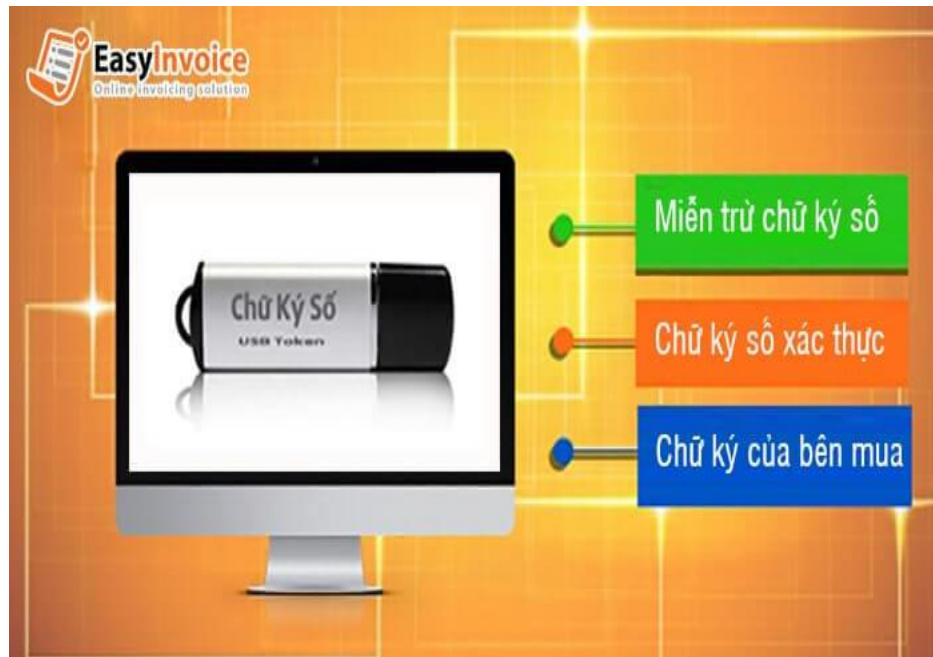 EasyInvoice
Online invoicing solution
Chữ Ký Số
USB Token
Miễn trừ chữ ký số
Chữ ký số xác thực
Chữ ký của bên mua